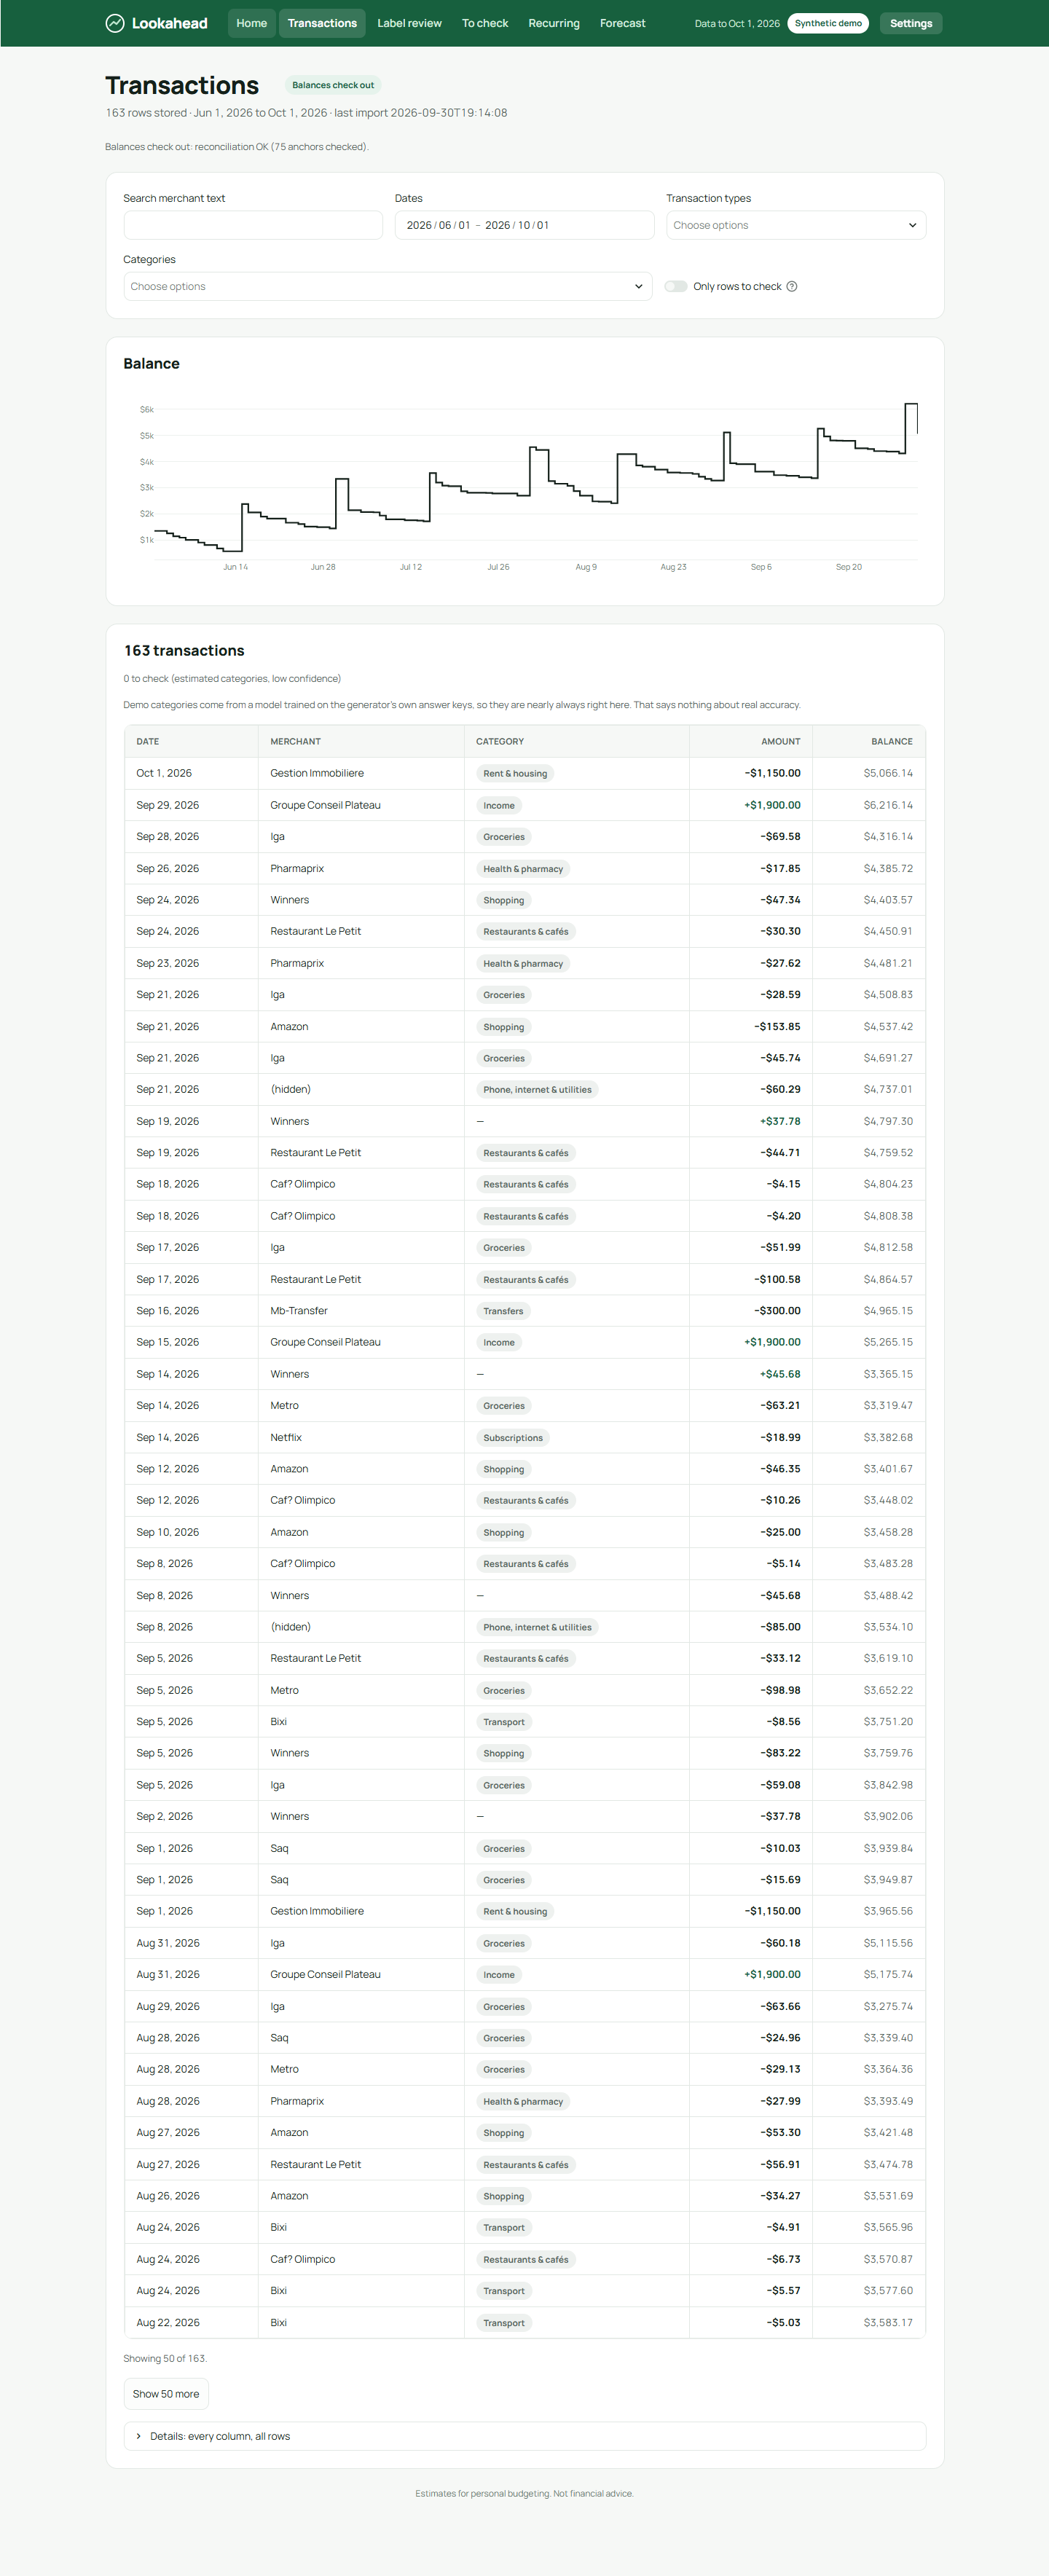 Lookahead Home Transactions Label review To check Recurring Forecast Data to Oct 1, 2026 Synthetic demo Settings
Transactions Balances check out
163 rows stored · Jun 1, 2026 to Oct 1, 2026 · last import 2026-09-30T19:14:08
Balances check out: reconciliation OK (75 anchors checked).
Search merchant text Dates Transaction types
2026/06/01 – 2026/10/01 Choose options
Categories
Choose options Only rows to check ?
Balance
$6k
$5k
$4k
$3k
$2k
$1k
Jun 14 Jun 28 Jul 12 Jul 26 Aug 9 Aug 23 Sep 6 Sep 20
163 transactions
0 to check (estimated categories, low confidence)
Demo categories come from a model trained on the generator's own answer keys, so they are nearly always right here. That says nothing about real accuracy.
DATE MERCHANT CATEGORY AMOUNT BALANCE
Oct 1, 2026 Gestion Immobiliere Rent & housing −$1,150.00 $5,066.14
Sep 29, 2026 Groupe Conseil Plateau Income +$1,900.00 $6,216.14
Sep 28, 2026 Iga Groceries −$69.58 $4,316.14
Sep 26, 2026 Pharmaprix Health & pharmacy −$17.85 $4,385.72
Sep 24, 2026 Winners Shopping −$47.34 $4,403.57
Sep 24, 2026 Restaurant Le Petit Restaurants & cafés −$30.30 $4,450.91
Sep 23, 2026 Pharmaprix Health & pharmacy −$27.62 $4,481.21
Sep 21, 2026 Iga Groceries −$28.59 $4,508.83
Sep 21, 2026 Amazon Shopping −$153.85 $4,537.42
Sep 21, 2026 Iga Groceries −$45.74 $4,691.27
Sep 21, 2026 (hidden) Phone, internet & utilities −$60.29 $4,737.01
Sep 19, 2026 Winners — +$37.78 $4,797.30
Sep 19, 2026 Restaurant Le Petit Restaurants & cafés −$44.71 $4,759.52
Sep 18, 2026 Caf? Olimpico Restaurants & cafés −$4.15 $4,804.23
Sep 18, 2026 Caf? Olimpico Restaurants & cafés −$4.20 $4,808.38
Sep 17, 2026 Iga Groceries −$51.99 $4,812.58
Sep 17, 2026 Restaurant Le Petit Restaurants & cafés −$100.58 $4,864.57
Sep 16, 2026 Mb-Transfer Transfers −$300.00 $4,965.15
Sep 15, 2026 Groupe Conseil Plateau Income +$1,900.00 $5,265.15
Sep 14, 2026 Winners — +$45.68 $3,365.15
Sep 14, 2026 Metro Groceries −$63.21 $3,319.47
Sep 14, 2026 Netflix Subscriptions −$18.99 $3,382.68
Sep 12, 2026 Amazon Shopping −$46.35 $3,401.67
Sep 12, 2026 Caf? Olimpico Restaurants & cafés −$10.26 $3,448.02
Sep 10, 2026 Amazon Shopping −$25.00 $3,458.28
Sep 8, 2026 Caf? Olimpico Restaurants & cafés −$5.14 $3,483.28
Sep 8, 2026 Winners — −$45.68 $3,488.42
Sep 8, 2026 (hidden) Phone, internet & utilities −$85.00 $3,534.10
Sep 5, 2026 Restaurant Le Petit Restaurants & cafés −$33.12 $3,619.10
Sep 5, 2026 Metro Groceries −$98.98 $3,652.22
Sep 5, 2026 Bixi Transport −$8.56 $3,751.20
Sep 5, 2026 Winners Shopping −$83.22 $3,759.76
Sep 5, 2026 Iga Groceries −$59.08 $3,842.98
Sep 2, 2026 Winners — −$37.78 $3,902.06
Sep 1, 2026 Saq Groceries −$10.03 $3,939.84
Sep 1, 2026 Saq Groceries −$15.69 $3,949.87
Sep 1, 2026 Gestion Immobiliere Rent & housing −$1,150.00 $3,965.56
Aug 31, 2026 Iga Groceries −$60.18 $5,115.56
Aug 31, 2026 Groupe Conseil Plateau Income +$1,900.00 $5,175.74
Aug 29, 2026 Iga Groceries −$63.66 $3,275.74
Aug 28, 2026 Saq Groceries −$24.96 $3,339.40
Aug 28, 2026 Metro Groceries −$29.13 $3,364.36
Aug 28, 2026 Pharmaprix Health & pharmacy −$27.99 $3,393.49
Aug 27, 2026 Amazon Shopping −$53.30 $3,421.48
Aug 27, 2026 Restaurant Le Petit Restaurants & cafés −$56.91 $3,474.78
Aug 26, 2026 Amazon Shopping −$34.27 $3,531.69
Aug 24, 2026 Bixi Transport −$4.91 $3,565.96
Aug 24, 2026 Caf? Olimpico Restaurants & cafés −$6.73 $3,570.87
Aug 24, 2026 Bixi Transport −$5.57 $3,577.60
Aug 22, 2026 Bixi Transport −$5.03 $3,583.17
Showing 50 of 163.
Show 50 more
Details: every column, all rows
Estimates for personal budgeting. Not financial advice.